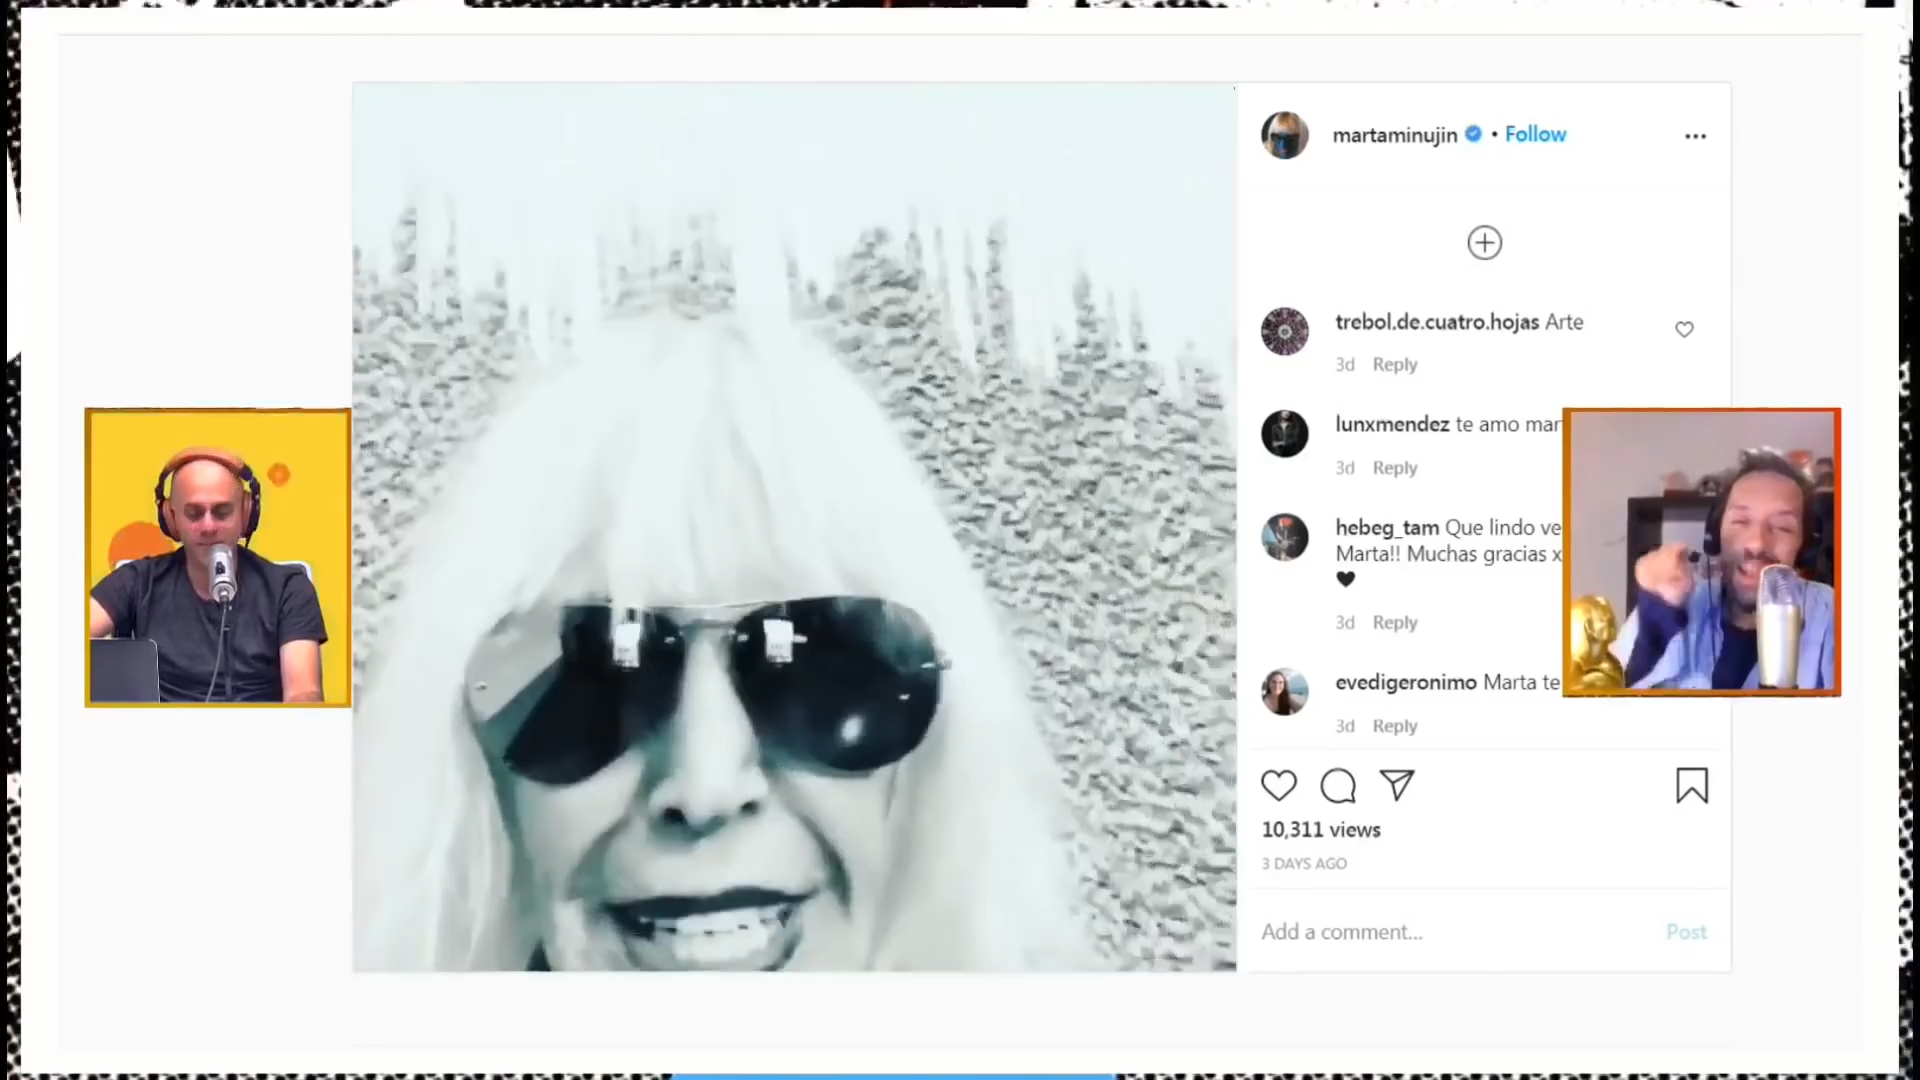 martaminujin • Follow
trebol.de.cuatro.hojas Arte
3d Reply
lunxmendez te amo mar
3d Reply
hebeg_tam Que lindo ve
Marta!! Muchas gracias x
3d Reply
evedigeronimo Marta te
3d Reply
10,311 views
3 DAYS AGO
Add a comment... Post